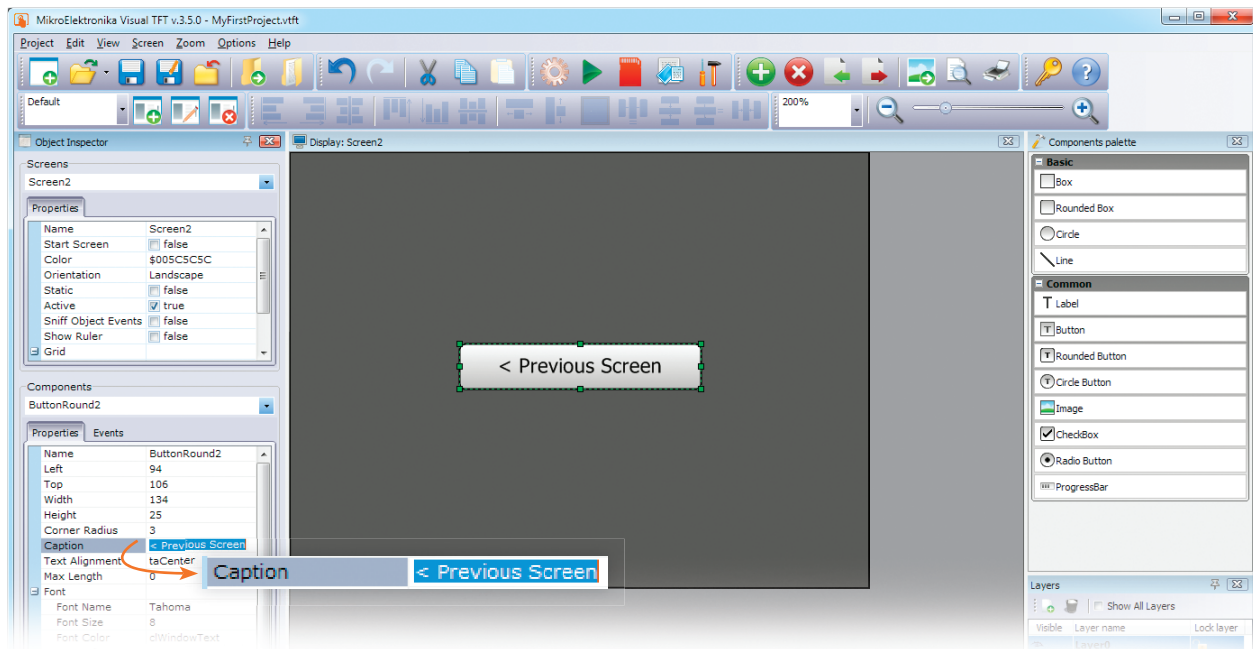 MikroElektronika Visual TFT v.3.5.0 - MyFirstProject.vtft
Project Edit View Screen Zoom Options Help
Default
200%
Object Inspector
Screens
Screen2
Properties
Name Screen2
Start Screen false
Color $005C5C5C
Orientation Landscape
Static false
Active true
Sniff Object Events false
Show Ruler false
Grid
Components
ButtonRound2
Properties Events
Name ButtonRound2
Left 94
Top 106
Width 134
Height 25
Corner Radius 3
Caption < Previous Screen
Text Alignment taCenter
Max Length 0
Font
Font Name Tahoma
Font Size 8
Font Color clWindowText
Caption < Previous Screen
Display: Screen2
< Previous Screen
Components palette
Basic
Box
Rounded Box
Circle
Line
Common
T Label
T Button
T Rounded Button
T Circle Button
Image
CheckBox
Radio Button
ProgressBar
Layers
Show All Layers
Visible Layer name Lock layer
Layer0